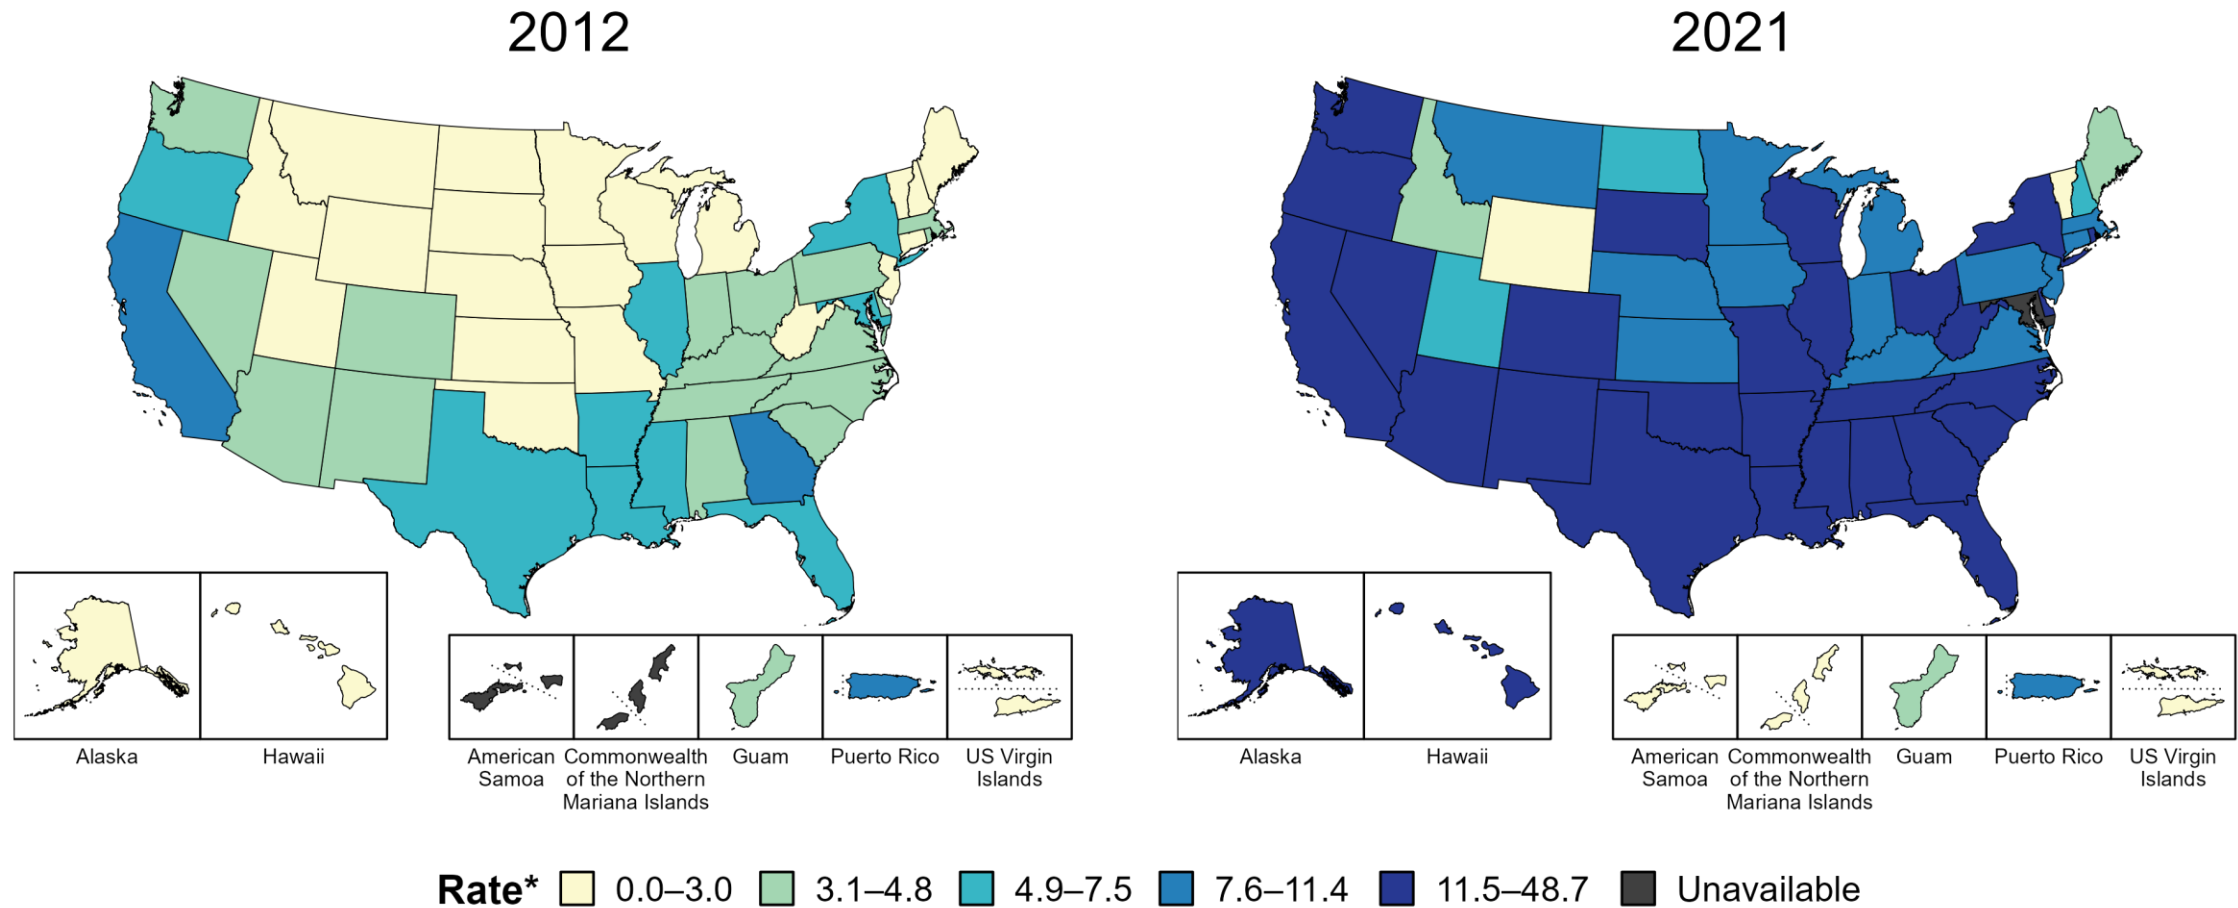 2012
2021
Alaska
Hawaii
American
Samoa
Commonwealth
of the Northern
Mariana Islands
Guam
Puerto Rico
US Virgin
Islands
Alaska
Hawaii
American
Samoa
Commonwealth
of the Northern
Mariana Islands
Guam
Puerto Rico
US Virgin
Islands
Rate* 0.0–3.0 3.1–4.8 4.9–7.5 7.6–11.4 11.5–48.7 Unavailable